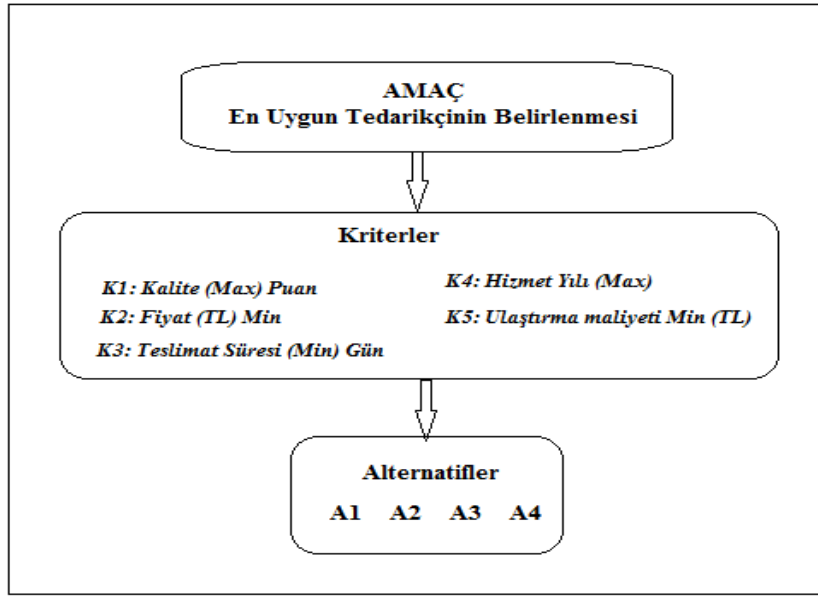 AMAÇ
En Uygun Tedarikçinin Belirlenmesi
Kriterler
K1: Kalite (Max) Puan
K2: Fiyat (TL) Min
K3: Teslimat Süresi (Min) Gün
K4: Hizmet Yılı (Max)
K5: Ulaştırma maliyeti Min (TL)
Alternatifler
A1 A2 A3 A4